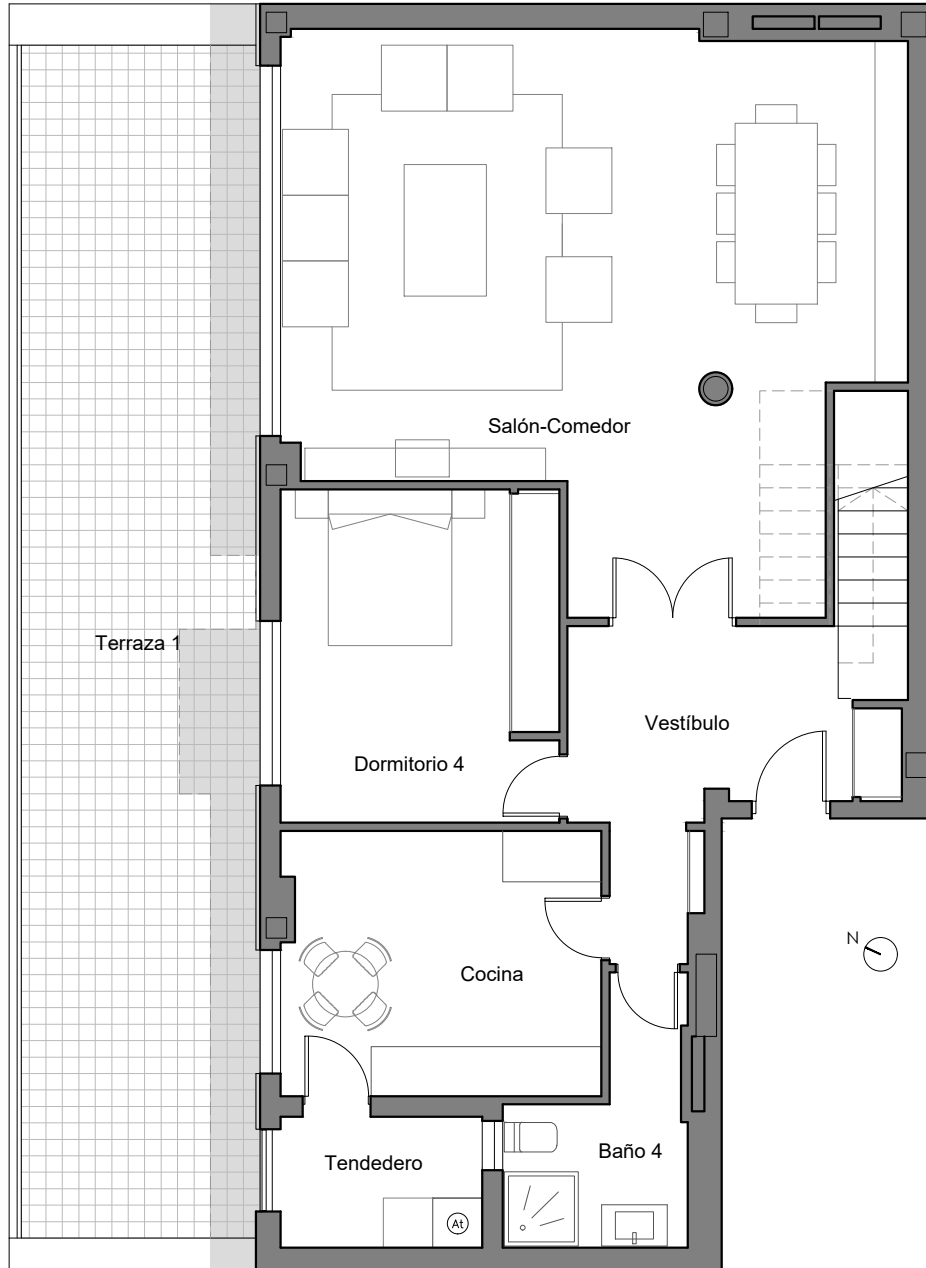 Salón-Comedor
Terraza 1
Vestíbulo
Dormitorio 4
N
Cocina
Baño 4
Tendedero
At